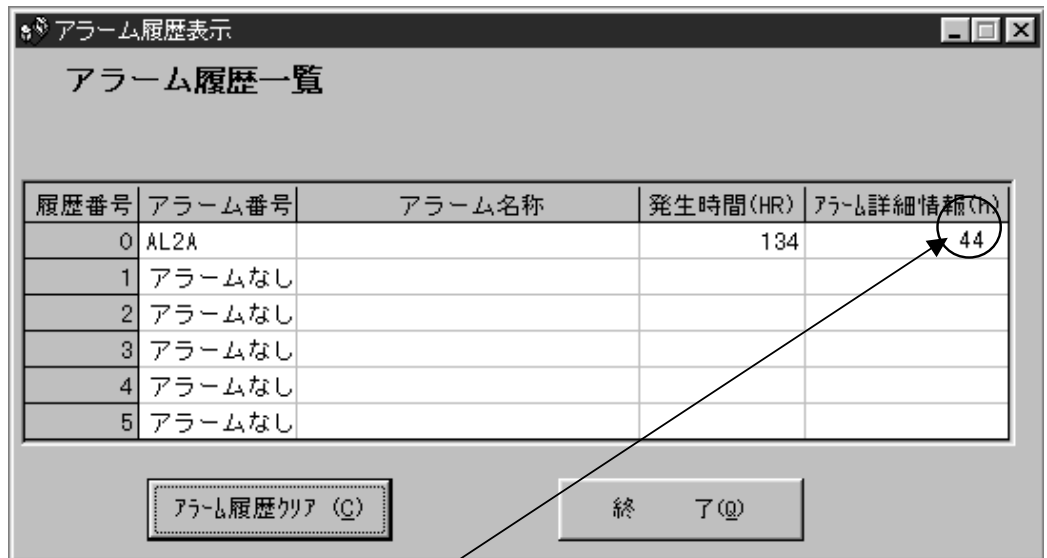 アラーム履歴表示
アラーム履歴一覧
履歴番号 アラーム番号 アラーム名称 発生時間(HR) ｱﾗｰﾑ詳細情報(h)
0 AL2A 134 44
1 アラームなし
2 アラームなし
3 アラームなし
4 アラームなし
5 アラームなし
ｱﾗｰﾑ履歴ｸﾘｱ (C) 終 了(Q)